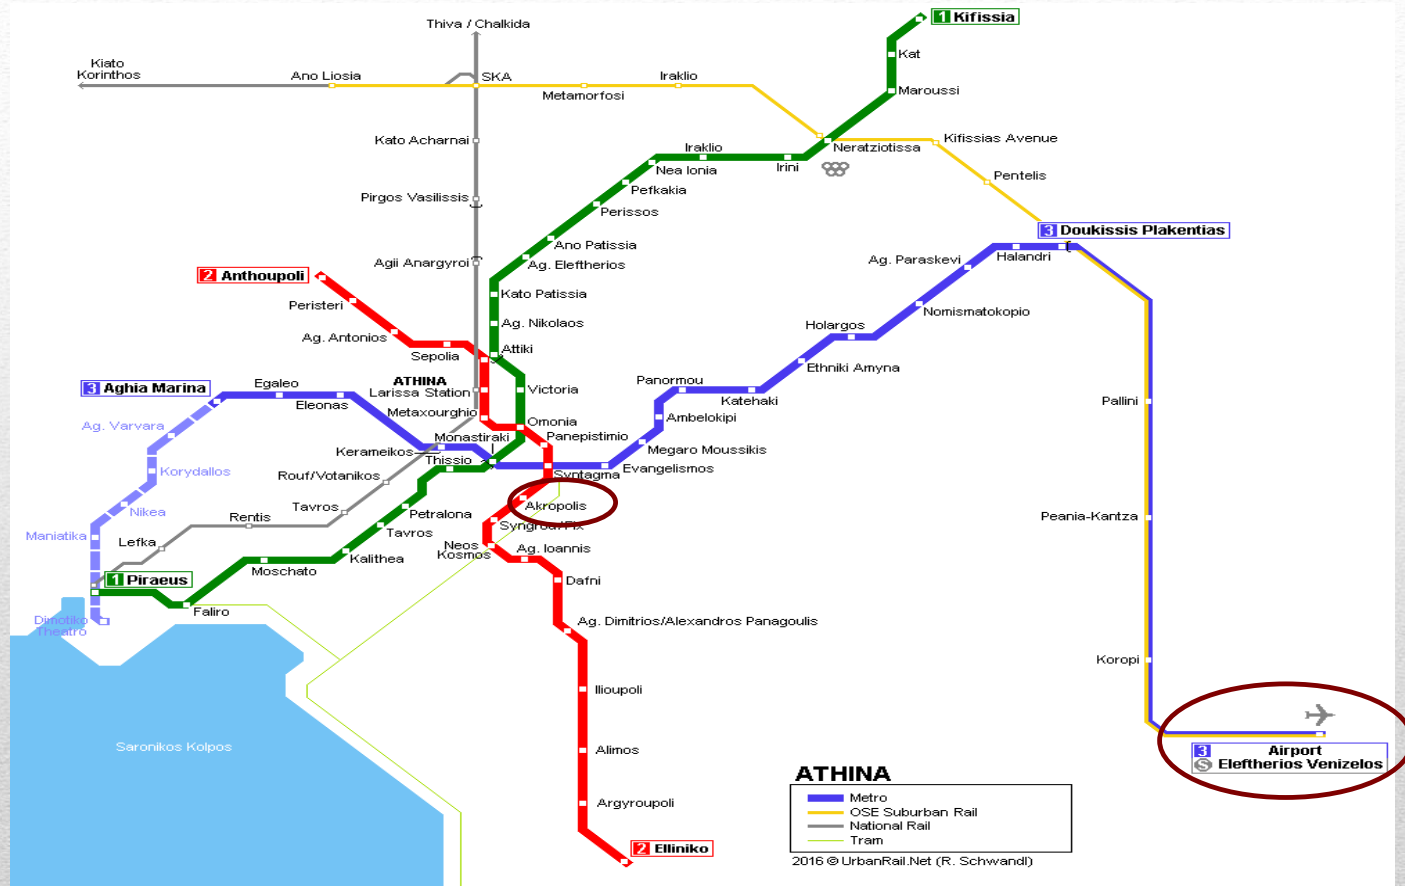 Thiva / Chalkida
1 Kifissia
Kat
Kiato
Korinthos
Ano Liosia
SKA
Iraklio
Metamorfosi
Maroussi
Kato Acharnai
Kifissias Avenue
Neratziotissa
Iraklio
Nea Ionia
Irini
Pentelis
Pefkakia
Pirgos Vasilissis
Perissos
3 Doukissis Plakentias
Ano Patissia
Halandri
Ag. Paraskevi
Agii Anargyroi
Ag. Eleftherios
2 Anthoupoli
Kato Patissia
Peristeri
Nomismatokopio
Ag. Nikolaos
Holargos
Ag. Antonios
Attiki
Sepolia
Ethniki Amyna
ATHINA
Larissa Station
Panormou
3 Aghia Marina
Egaleo
Victoria
Katehaki
Eleonas
Pallini
Metaxourghio
Ambelokipi
Omonia
Ag. Varvara
Monastiraki
Panepistimio
Kerameikos
Megaro Moussikis
Thissio
Korydallos
Syntagma
Evangelismos
Rouf/Votanikos
Akropolis
Tavros
Nikea
Petralona
Rentis
Peania-Kantza
Syngrou/Fix
Maniatika
Tavros
Lefka
Neos
Kosmos
Ag. Ioannis
Kalithea
Moschato
1 Piraeus
Dafni
Faliro
Dimotiko
Theatro
Ag. Dimitrios/Alexandros Panagoulis
Koropi
Ilioupoli
Saronikos Kolpos
Alimos
3 Airport
S Eleftherios Venizelos
Argyroupoli
2 Elliniko
ATHINA
Metro
OSE Suburban Rail
National Rail
Tram
2016 © UrbanRail.Net (R. Schwandl)